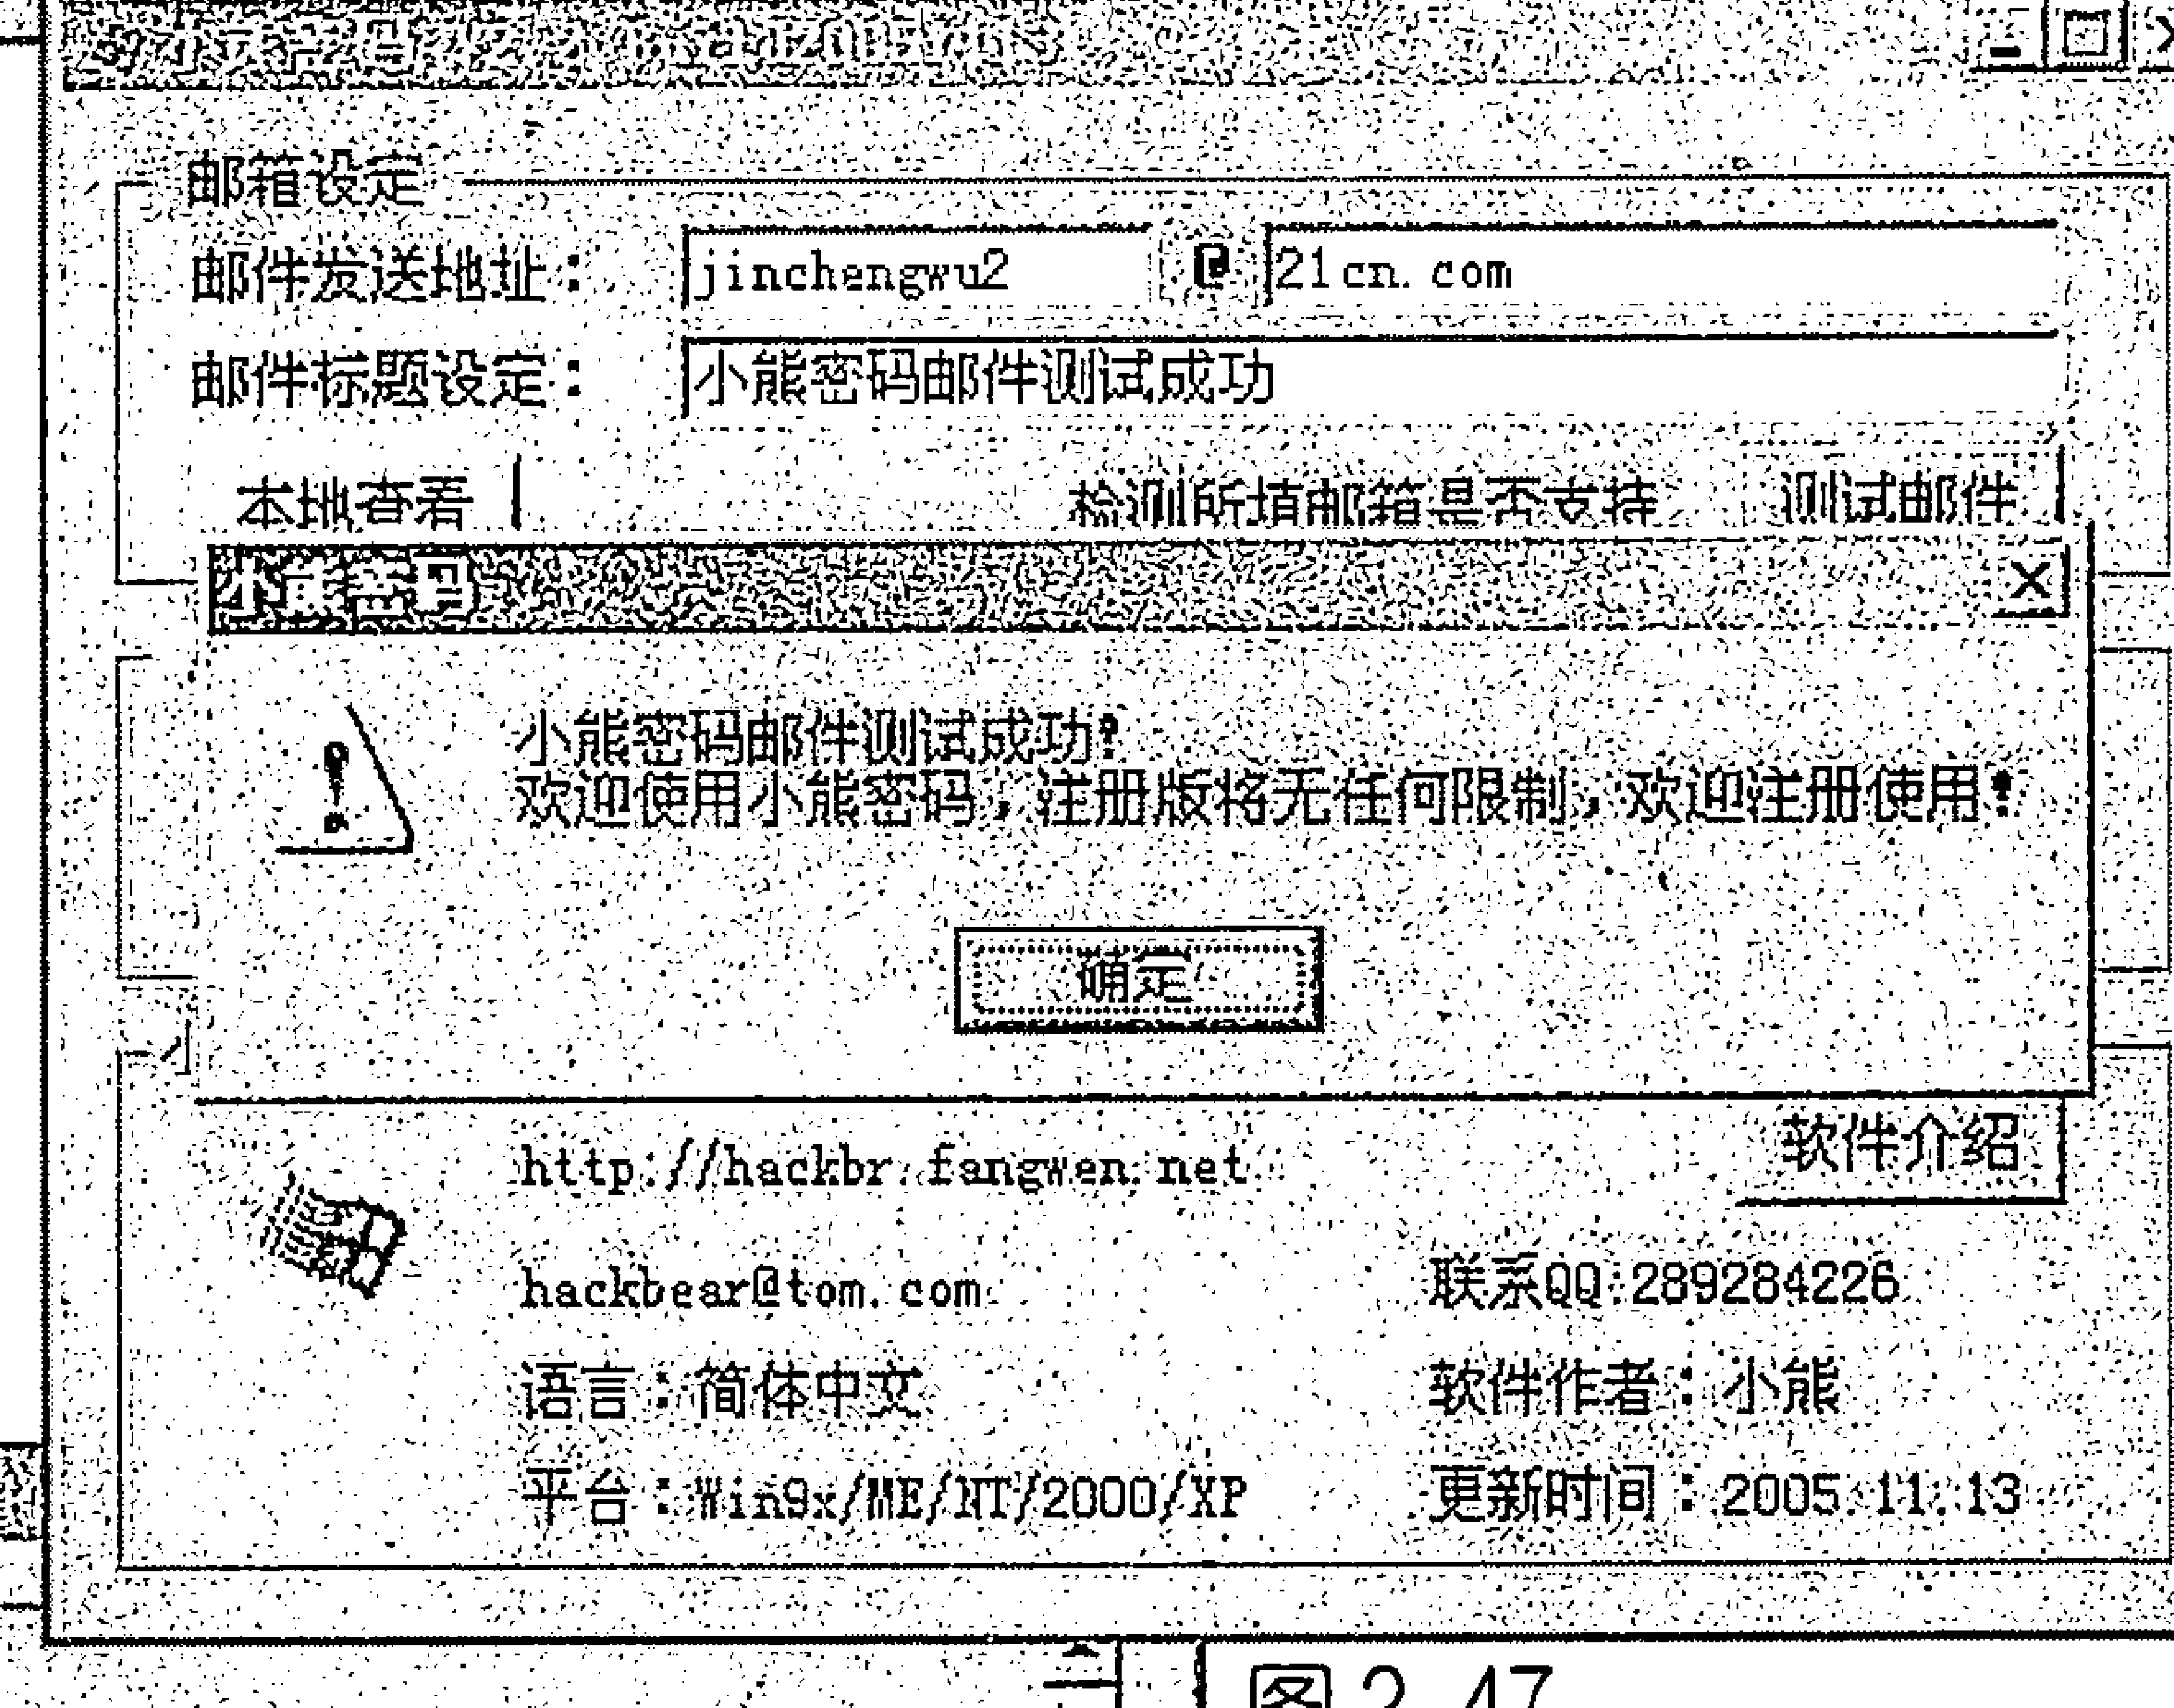 邮箱设定
邮件发送地址： jinchengwu2 @ 21cn.com
邮件标题设定： 小熊密码邮件测试成功
本地查看 检测所填邮箱是否支持 测试邮件
小熊密码邮件测试成功!
欢迎使用小熊密码，注册版将无任何限制，欢迎注册使用!
确定
小
http://hackbr.fangwen.net 软件介绍
hackbear@tom.com 联系QQ:289284226
语言：简体中文 软件作者：小熊
平台：Win9x/ME/NT/2000/XP 更新时间：2005.11.13
图 2-47